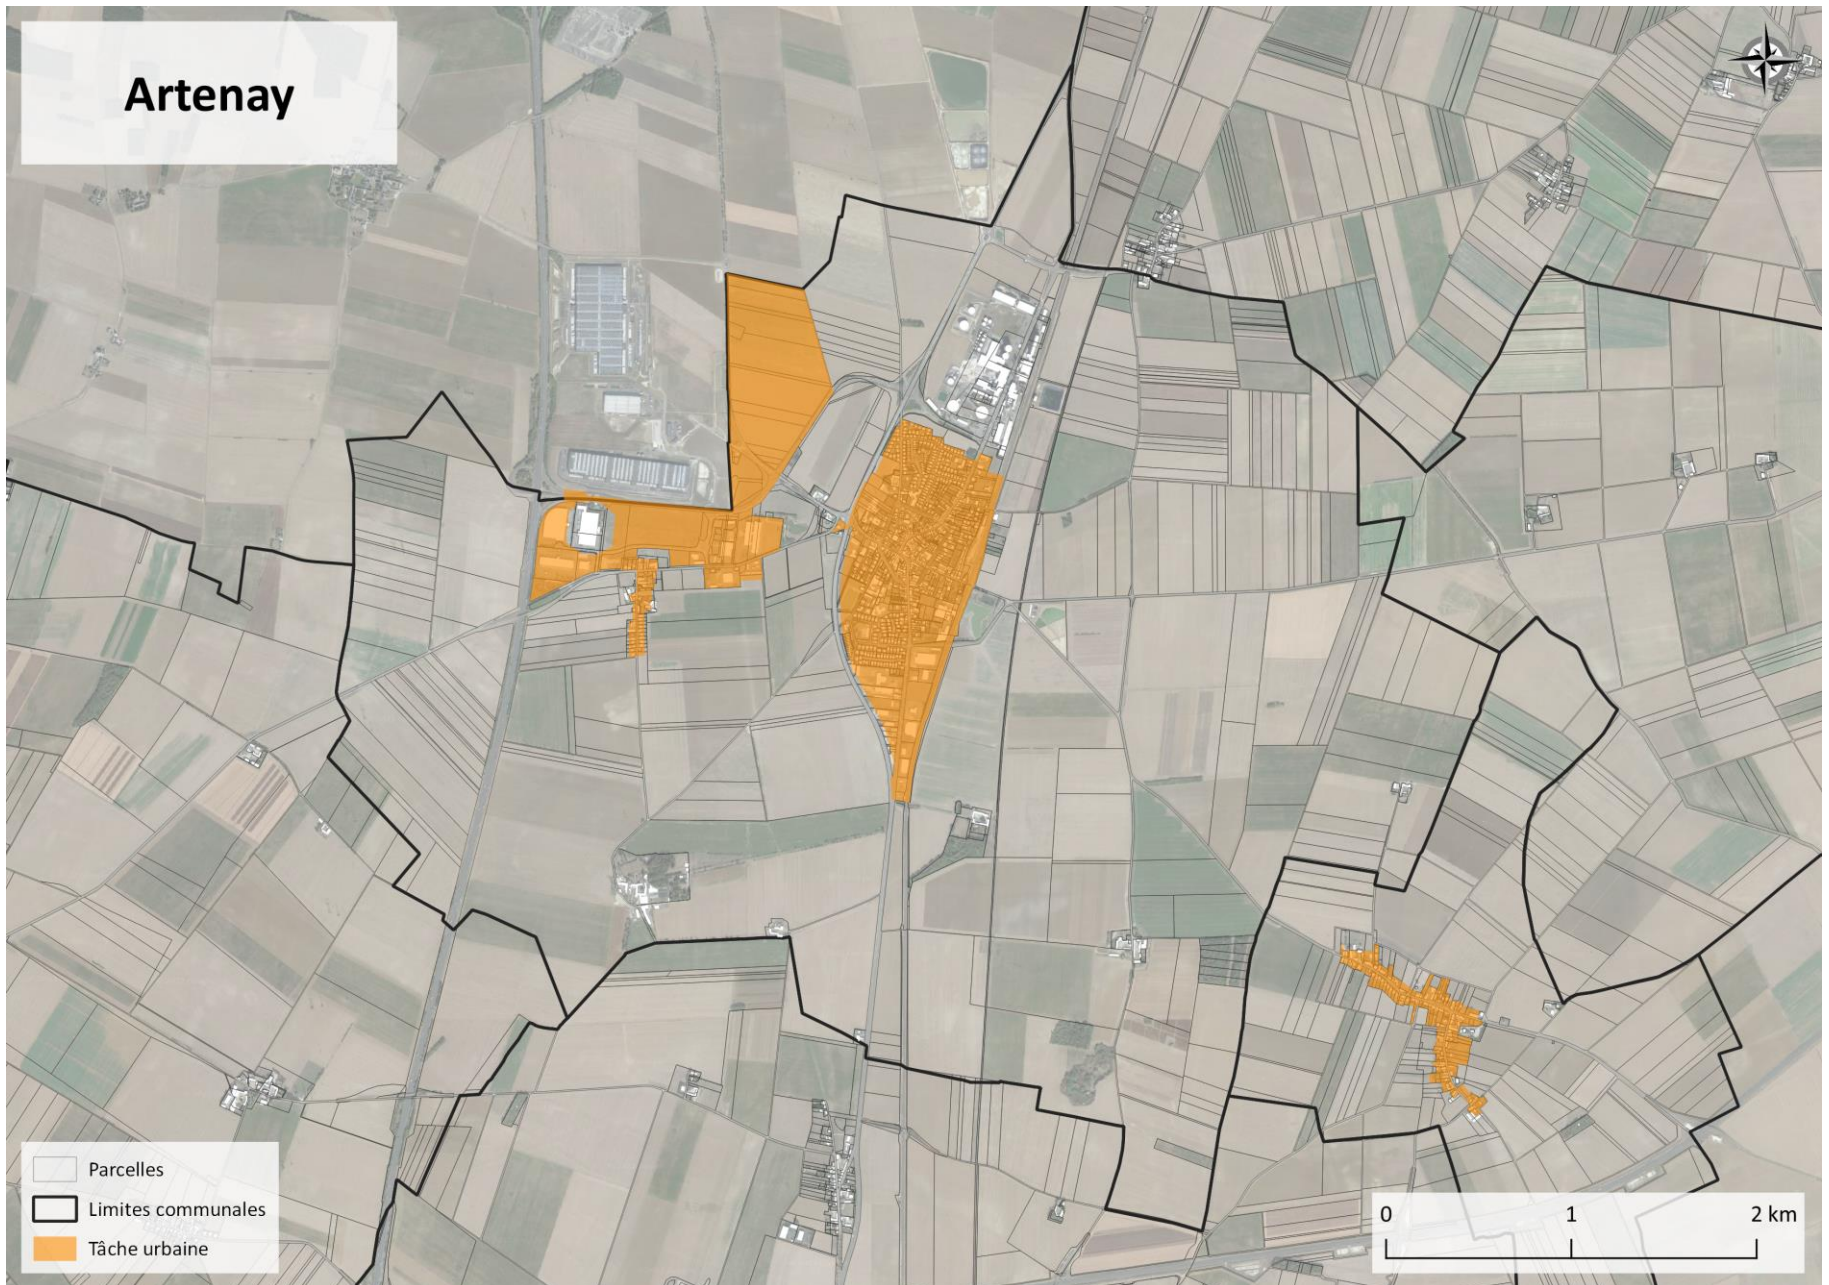 Artenay
Parcelles
Limites communales
Tâche urbaine
0 1 2 km